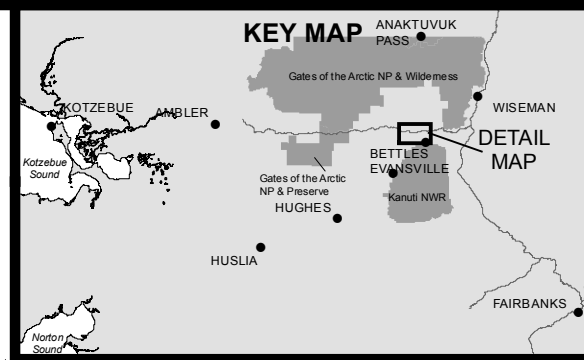 KEY MAP
ANAKTUVUK
PASS
Gates of the Arctic NP & Wilderness
KOTZEBUE
AMBLER
WISEMAN
Kotzebue
Sound
DETAIL
MAP
BETTLES
EVANSVILLE
Gates of the Arctic
NP & Preserve
Kanuti NWR
HUGHES
HUSLIA
FAIRBANKS
Norton
Sound